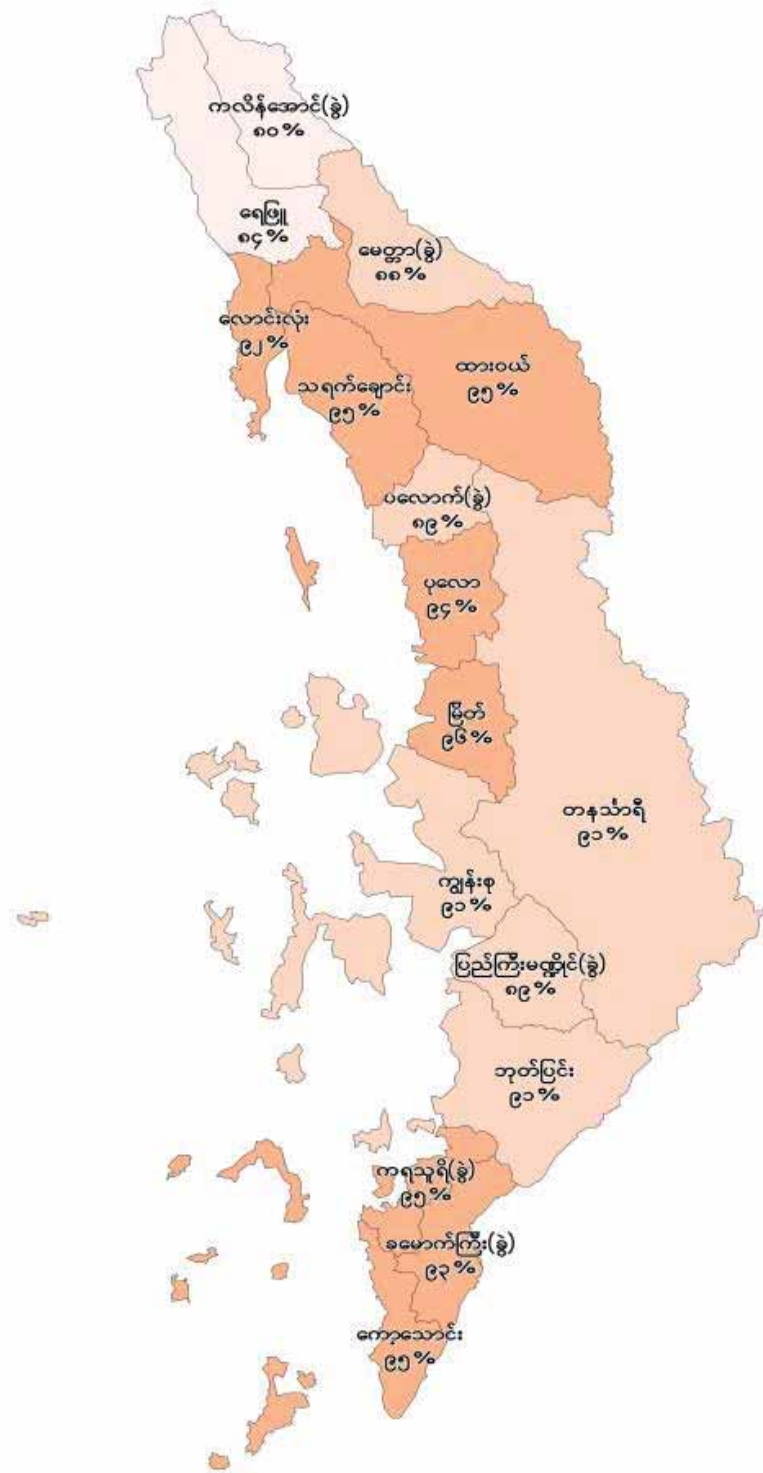 ကလိန်အောင်(ခွဲ)
၈၀%
ရေဖြူ
၈၄%
မေတ္တာ(ခွဲ)
၈၈%
လောင်းလုံး
၉၂%
ထားဝယ်
၉၅%
သရက်ချောင်း
၉၅%
ပလောက်(ခွဲ)
၈၉%
ပုလော
၉၄%
မြိတ်
၉၆%
တနင်္သာရီ
၉၁%
ကျွန်းစု
၉၁%
ပြည်ကြီးမဏ္ဍိုင်(ခွဲ)
၈၉%
ဘုတ်ပြင်း
၉၁%
ကရသူရိ(ခွဲ)
၉၅%
ခမောက်ကြီး(ခွဲ)
၉၃%
ကော့သောင်း
၉၅%